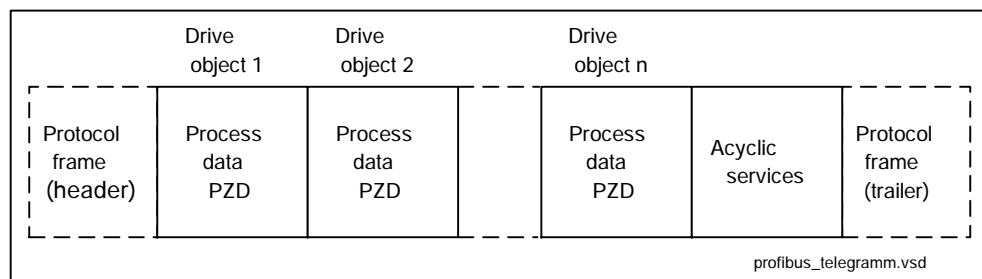 Drive
object 1
Drive
object 2
Drive
object n
Protocol
frame
(header)
Process
data
PZD
Process
data
PZD
Process
data
PZD
Acyclic
services
Protocol
frame
(trailer)
profibus_telegramm.vsd